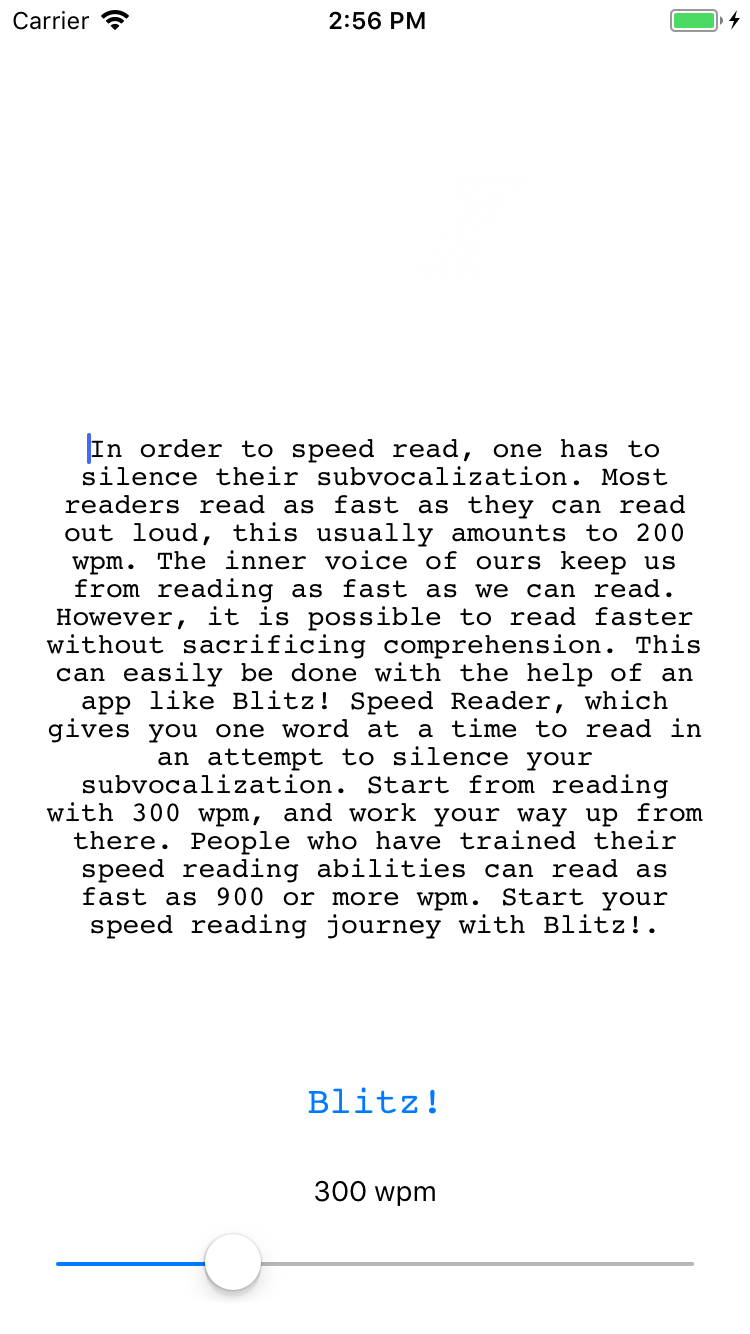 Carrier
2:56 PM
In order to speed read, one has to
silence their subvocalization. Most
readers read as fast as they can read
out loud, this usually amounts to 200
wpm. The inner voice of ours keep us
from reading as fast as we can read.
However, it is possible to read faster
without sacrificing comprehension. This
can easily be done with the help of an
app like Blitz! Speed Reader, which
gives you one word at a time to read in
an attempt to silence your
subvocalization. Start from reading
with 300 wpm, and work your way up from
there. People who have trained their
speed reading abilities can read as
fast as 900 or more wpm. Start your
speed reading journey with Blitz!.
Blitz!
300 wpm